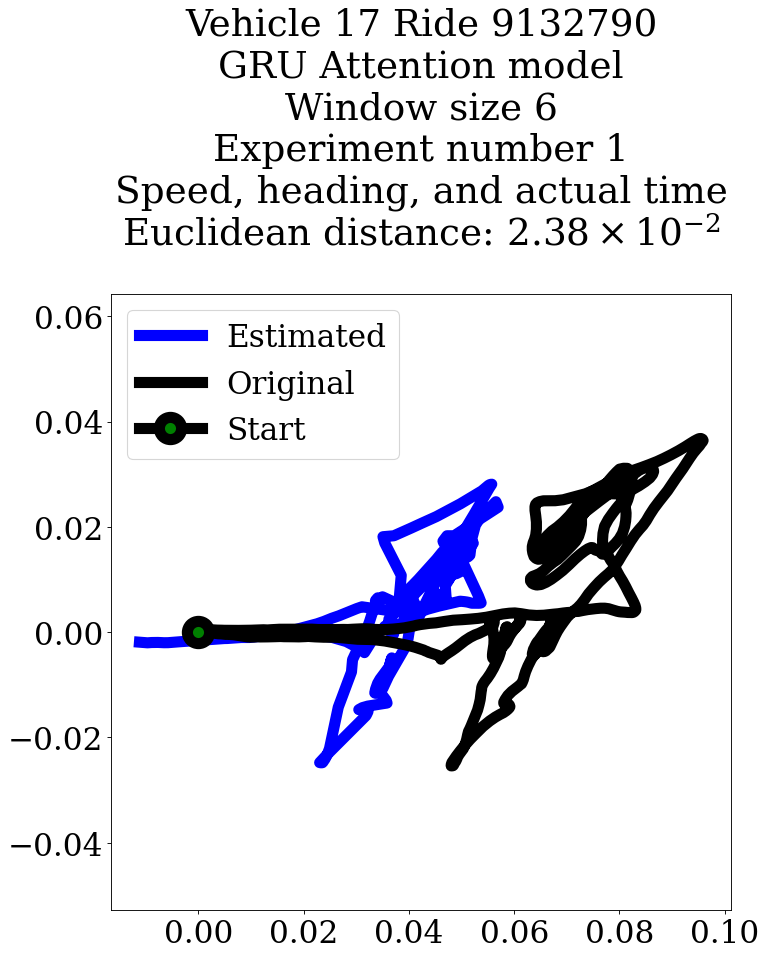 Vehicle 17 Ride 9132790
GRU Attention model
Window size 6
Experiment number 1
Speed, heading, and actual time
Euclidean distance: 2.38 × 10⁻²
Estimated
Original
Start
0.06
0.04
0.02
0.00
−0.02
−0.04
0.00 0.02 0.04 0.06 0.08 0.10